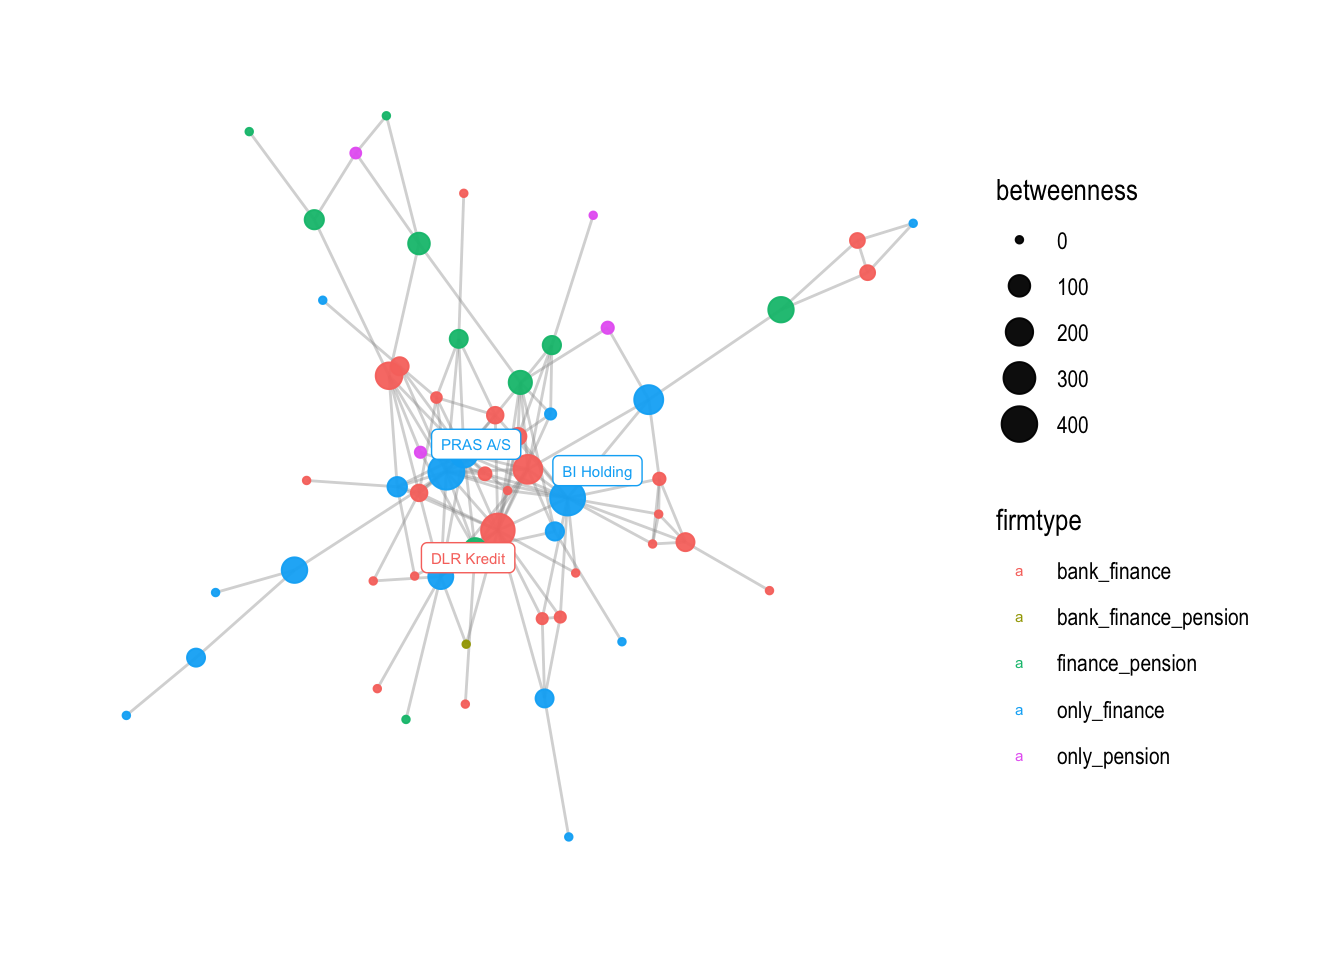 betweenness
0
100
200
300
400
firmtype
a bank_finance
a bank_finance_pension
a finance_pension
a only_finance
a only_pension
PRAS A/S
BI Holding
DLR Kredit